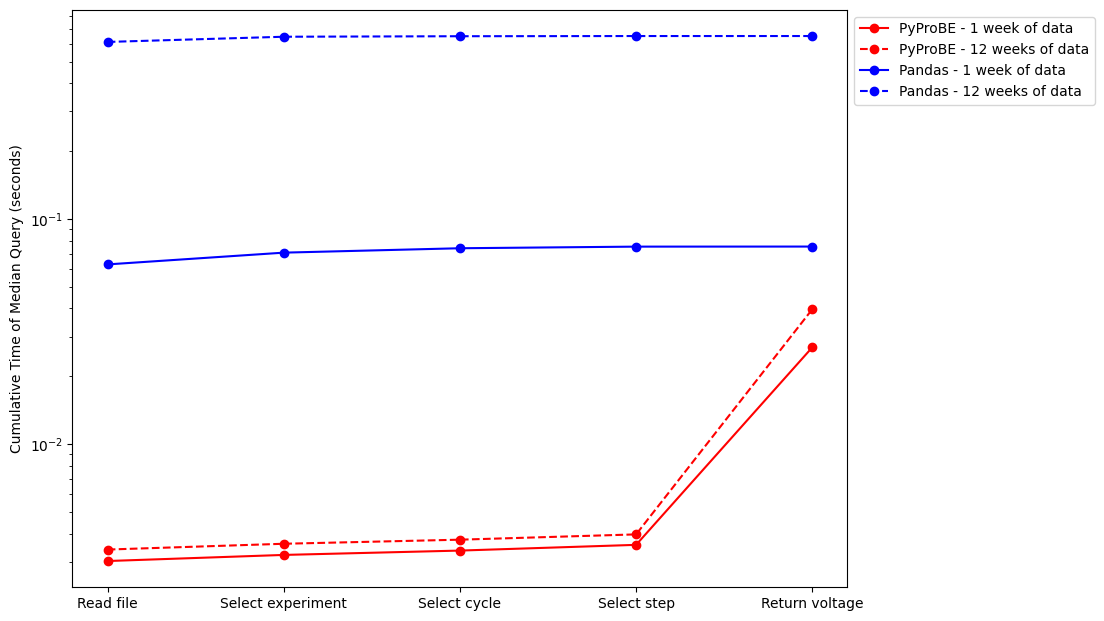 PyProBE - 1 week of data
PyProBE - 12 weeks of data
Pandas - 1 week of data
Pandas - 12 weeks of data
Cumulative Time of Median Query (seconds)
10⁻¹
10⁻²
Read file
Select experiment
Select cycle
Select step
Return voltage